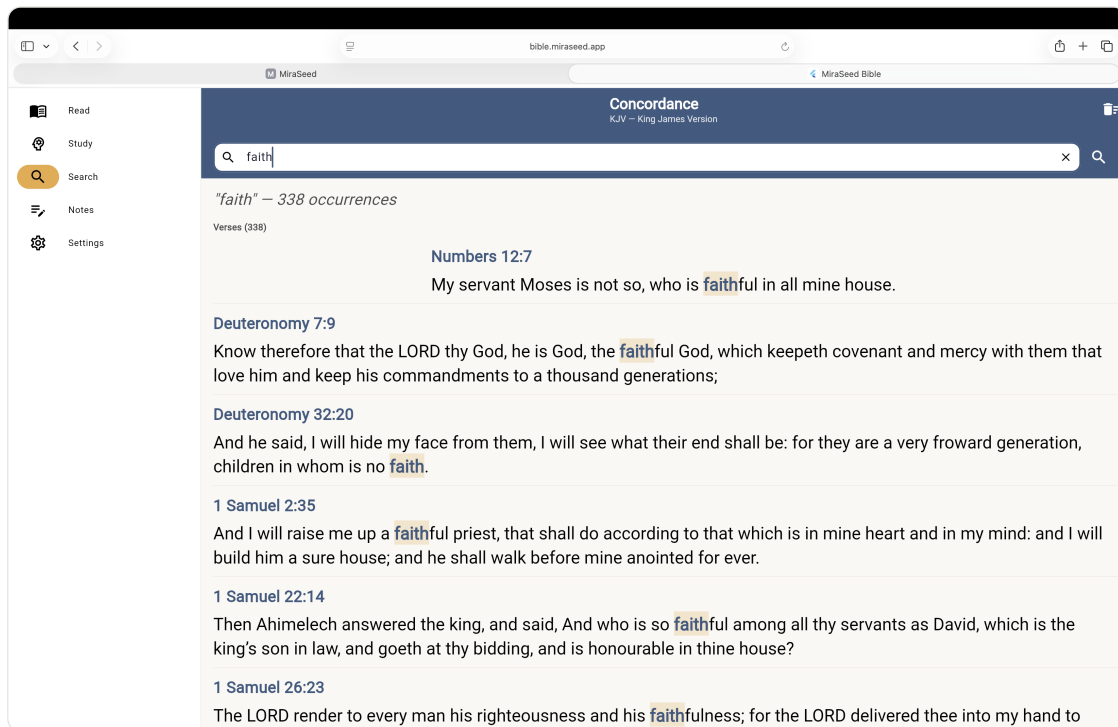 bible.miraseed.app
M MiraSeed
MiraSeed Bible
Read
Study
Search
Notes
Settings
Concordance
KJV — King James Version
faith
"faith" — 338 occurrences
Verses (338)
Numbers 12:7
My servant Moses is not so, who is faithful in all mine house.
Deuteronomy 7:9
Know therefore that the LORD thy God, he is God, the faithful God, which keepeth covenant and mercy with them that
love him and keep his commandments to a thousand generations;
Deuteronomy 32:20
And he said, I will hide my face from them, I will see what their end shall be: for they are a very froward generation,
children in whom is no faith.
1 Samuel 2:35
And I will raise me up a faithful priest, that shall do according to that which is in mine heart and in my mind: and I will
build him a sure house; and he shall walk before mine anointed for ever.
1 Samuel 22:14
Then Ahimelech answered the king, and said, And who is so faithful among all thy servants as David, which is the
king’s son in law, and goeth at thy bidding, and is honourable in thine house?
1 Samuel 26:23
The LORD render to every man his righteousness and his faithfulness; for the LORD delivered thee into my hand to